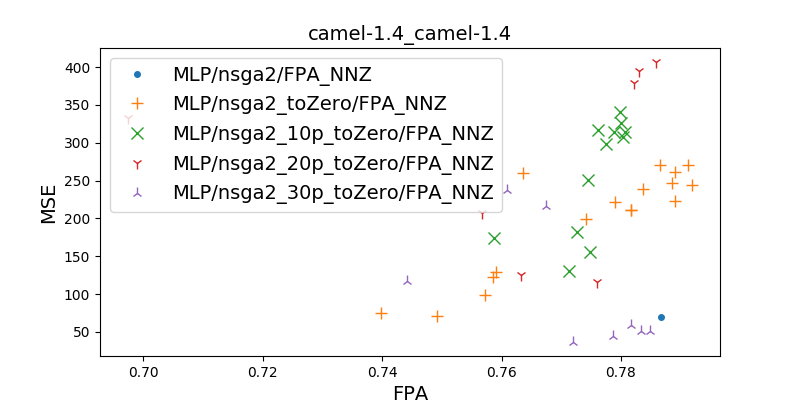 camel-1.4_camel-1.4
MLP/nsga2/FPA_NNZ
MLP/nsga2_toZero/FPA_NNZ
MLP/nsga2_10p_toZero/FPA_NNZ
MLP/nsga2_20p_toZero/FPA_NNZ
MLP/nsga2_30p_toZero/FPA_NNZ
MSE
400
350
300
250
200
150
100
50
0.70 0.72 0.74 0.76 0.78
FPA